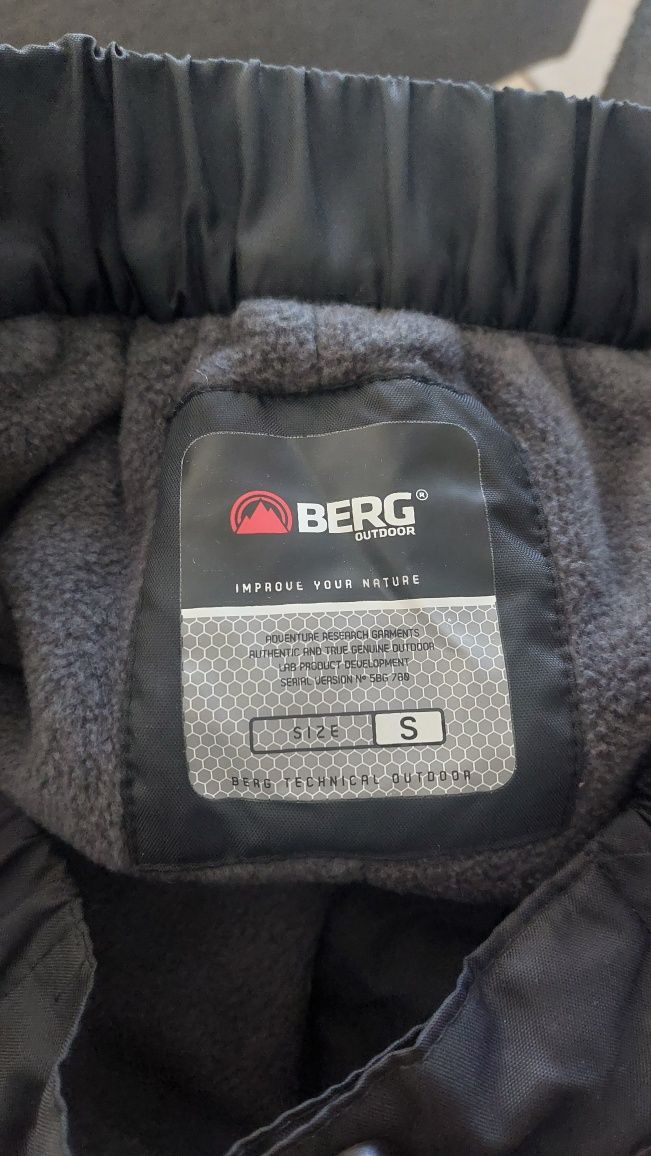 BERG®
OUTDOOR
IMPROVE YOUR NATURE
ADVENTURE RESEARCH GARMENTS
AUTHENTIC AND TRUE GENUINE OUTDOOR
LAB PRODUCT DEVELOPMENT
SERIAL VERSION Nº 5BG 780
SIZE S
BERG TECHNICAL OUTDOOR